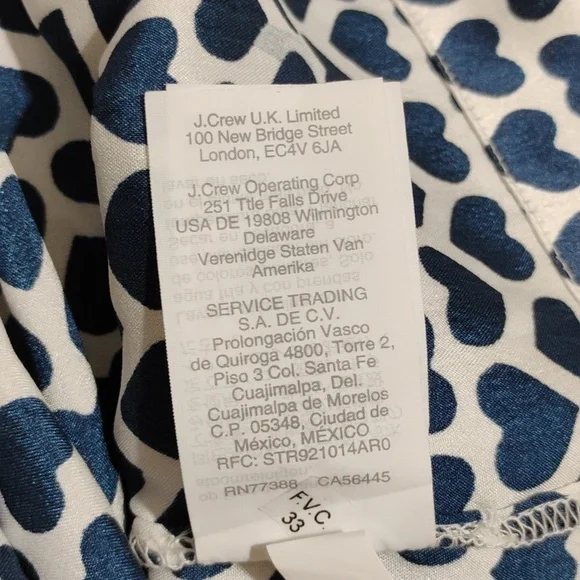 J.Crew U.K. Limited
100 New Bridge Street
London, EC4V 6JA
J.Crew Operating Corp
251 Ttle Falls Drive
USA DE 19808 Wilmington
Delaware
Verenidge Staten Van
Amerika
SERVICE TRADING
S.A. DE C.V.
Prolongación Vasco
de Quiroga 4800, Torre 2,
Piso 3 Col. Santa Fe
Cuajimalpa, Del.
Cuajimalpa de Morelos
C.P. 05348, Ciudad de
México, MÉXICO
RFC: STR921014AR0
RN77388 CA56445
F.V.C.
33